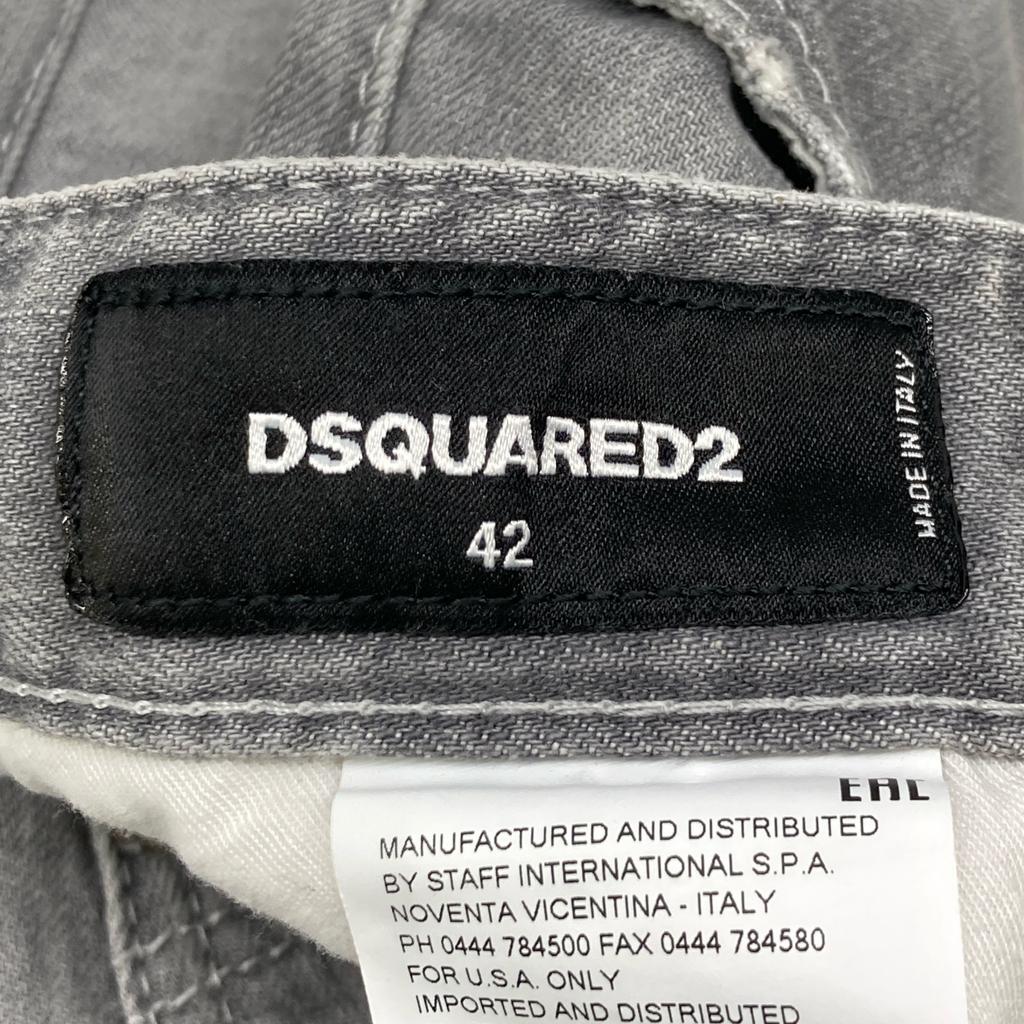 DSQUARED2
42
MADE IN ITALY
EAC
MANUFACTURED AND DISTRIBUTED
BY STAFF INTERNATIONAL S.P.A.
NOVENTA VICENTINA - ITALY
PH 0444 784500 FAX 0444 784580
FOR U.S.A. ONLY
IMPORTED AND DISTRIBUTED